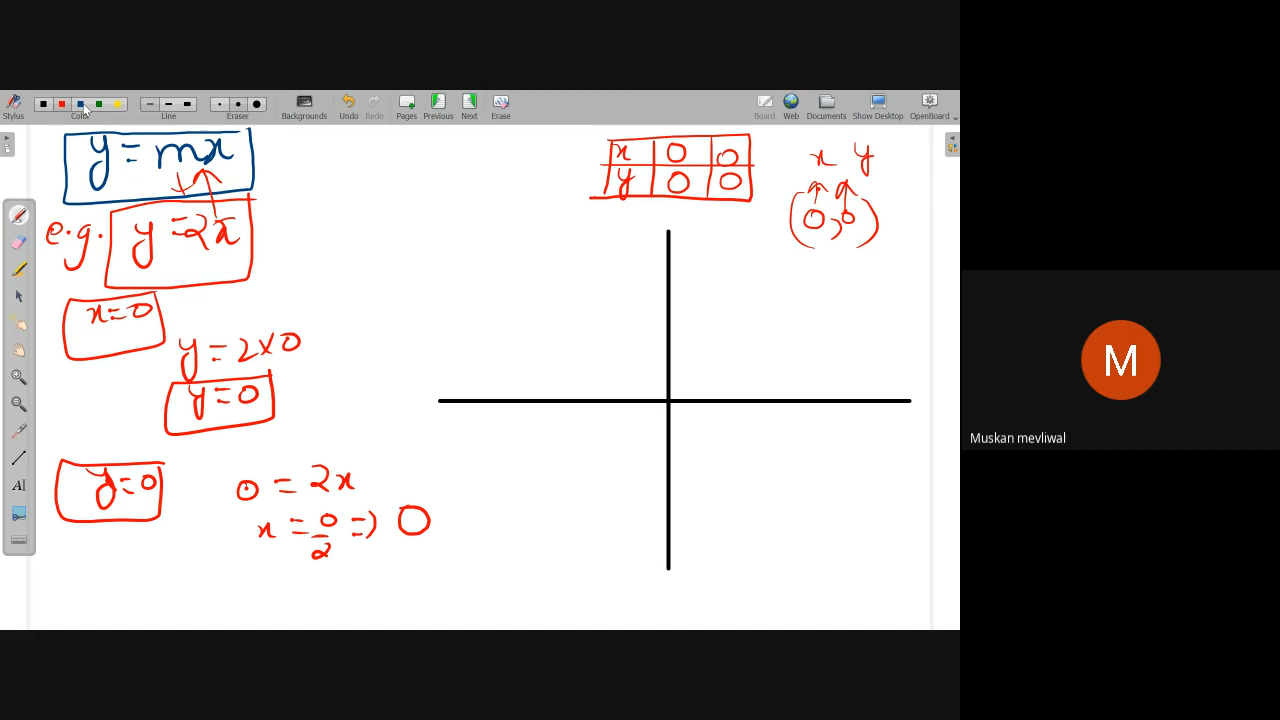 Stylus
Color
Line
Eraser
Backgrounds
Undo
Redo
Pages
Previous
Next
Erase
Board
Web
Documents
Show Desktop
OpenBoard
y = mx
e.g. y = 2x
x = 0
y = 2 × 0
y = 0
y = 0
0 = 2x
x = 0/2 => 0
x 0 0
y 0 0
x y
(0, 0)
M
Muskan mevliwal